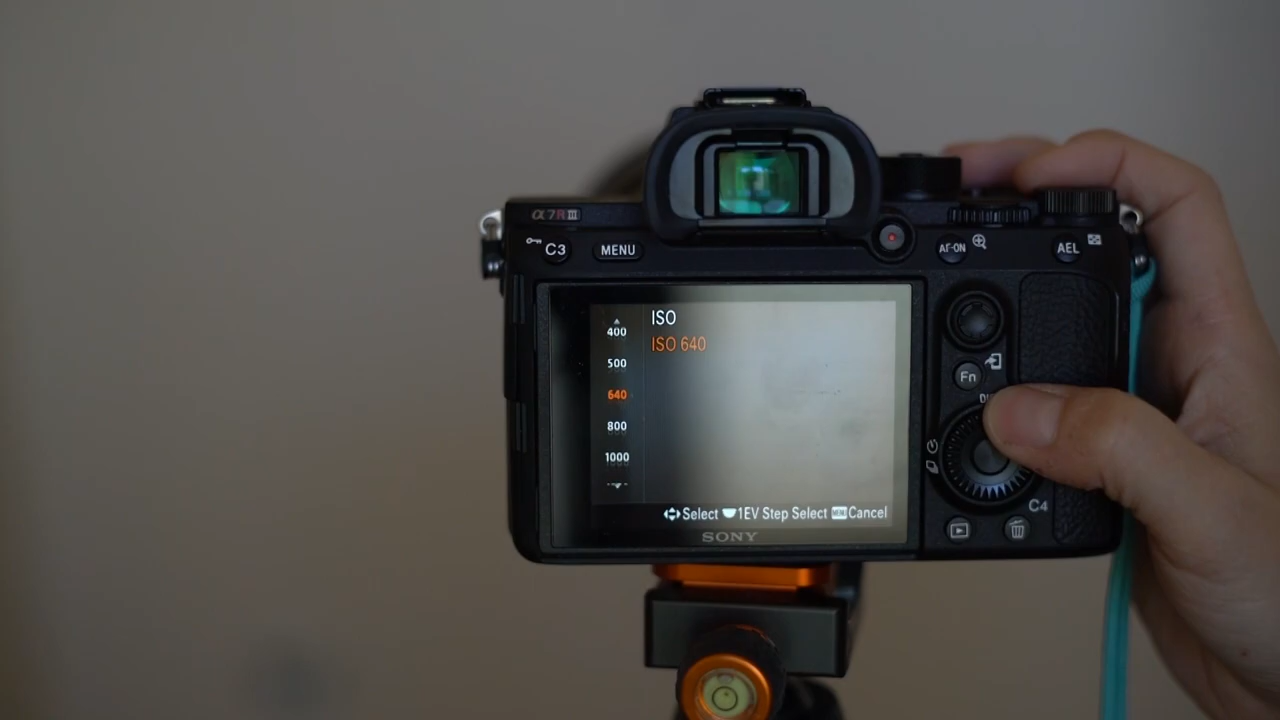 α7RIII
C3
MENU
AF-ON
AEL
400
500
640
800
1000
ISO
ISO 640
Select 1EV Step Select MENU Cancel
Fn
C4
SONY